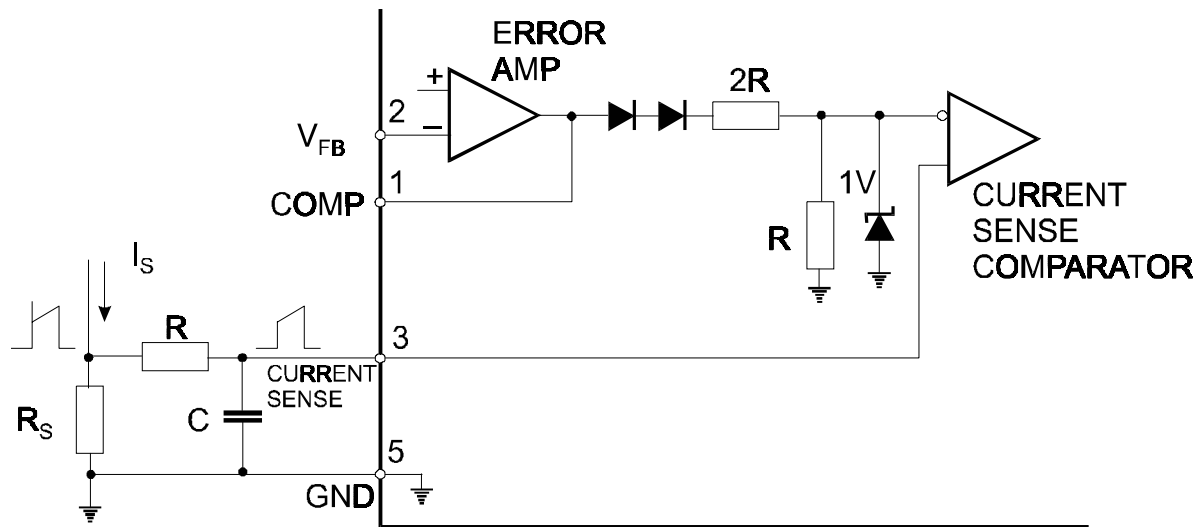 ERROR
AMP
+
−
2
V_FB
1
COMP
2R
1V
R
CURRENT
SENSE
COMPARATOR
I_S
R
3
CURRENT
SENSE
R_S
C
5
GND